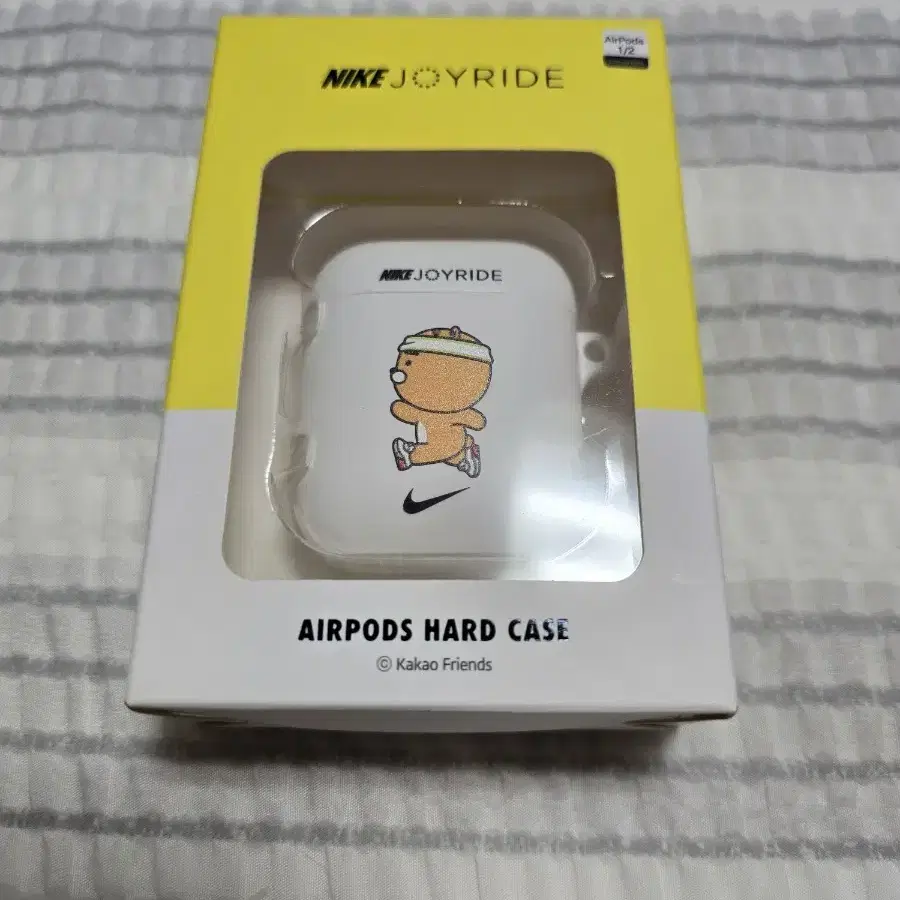 NIKE JOYRIDE
AirPods
1/2
NIKE JOYRIDE
AIRPODS HARD CASE
© Kakao Friends